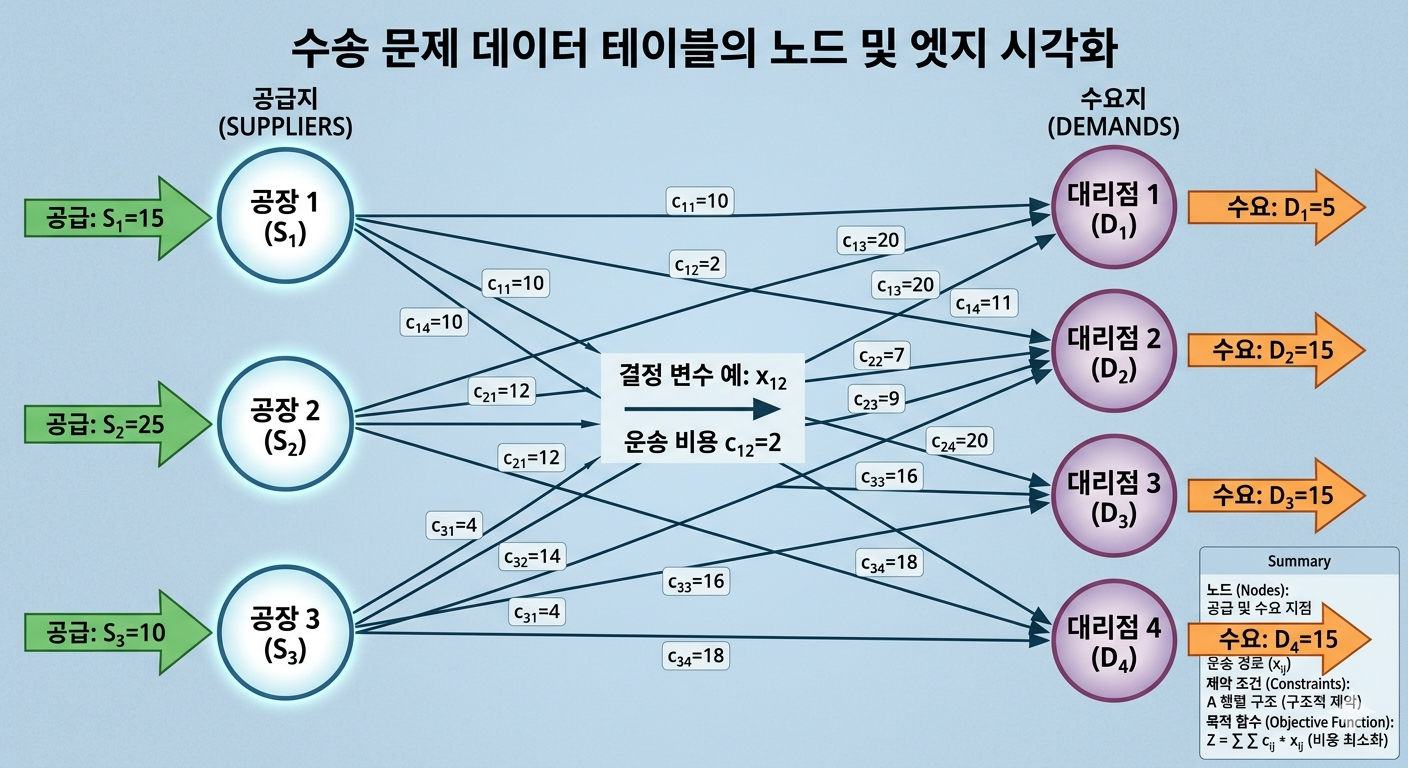 수송 문제 데이터 테이블의 노드 및 엣지 시각화
공급지
(SUPPLIERS)
수요지
(DEMANDS)
공급: S₁=15
공장 1
(S₁)
공급: S₂=25
공장 2
(S₂)
공급: S₃=10
공장 3
(S₃)
c₁₁=10
c₁₃=20
c₁₂=2
c₁₁=10
c₁₃=20
c₁₄=11
c₁₄=10
c₂₂=7
c₂₁=12
c₂₃=9
c₂₄=20
c₂₁=12
c₃₃=16
c₃₁=4
c₃₂=14
c₃₄=18
c₃₃=16
c₃₁=4
c₃₄=18
결정 변수 예: x₁₂
운송 비용 c₁₂=2
대리점 1
(D₁)
수요: D₁=5
대리점 2
(D₂)
수요: D₂=15
대리점 3
(D₃)
수요: D₃=15
대리점 4
(D₄)
수요: D₄=15
Summary
노드 (Nodes):
공급 및 수요 지점
운송 경로 (xᵢⱼ)
제약 조건 (Constraints):
A 행렬 구조 (구조적 제약)
목적 함수 (Objective Function):
Z = ∑ ∑ cᵢⱼ * xᵢⱼ (비용 최소화)